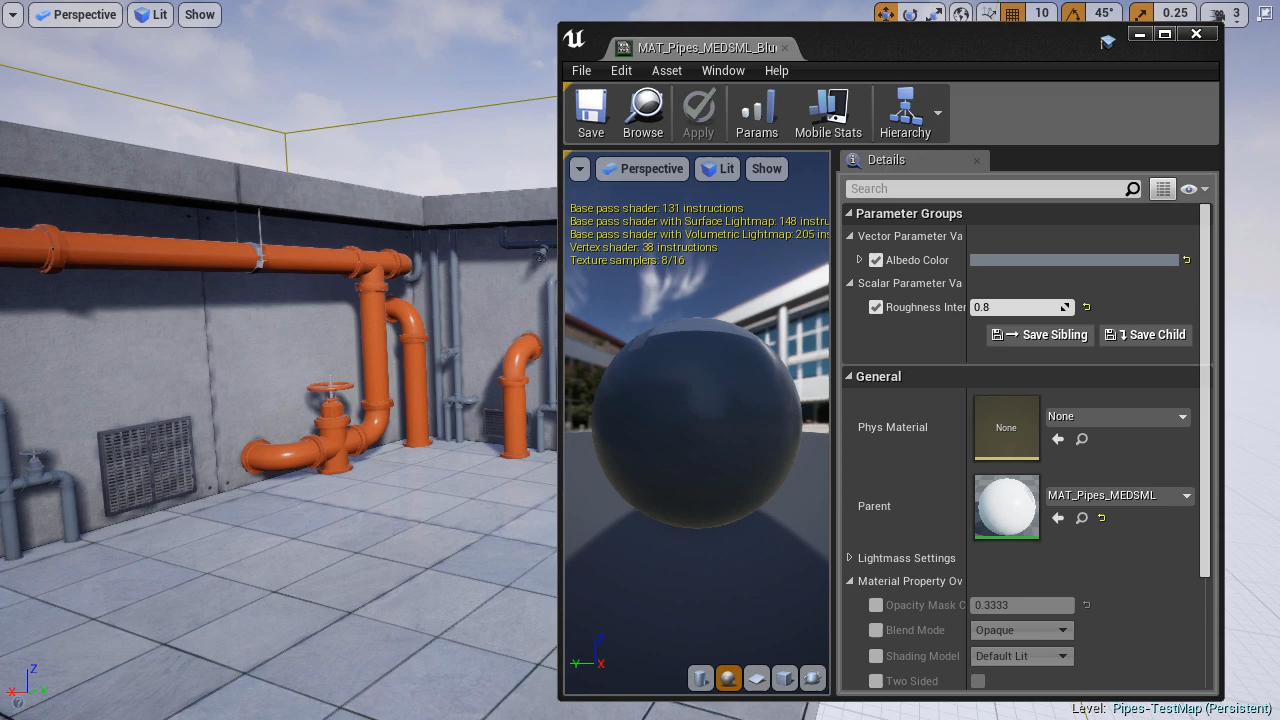 Perspective Lit Show
10 45° 0.25 3
MAT_Pipes_MEDSML_Blu
File Edit Asset Window Help
Save Browse Apply Params Mobile Stats Hierarchy
Perspective Lit Show
Base pass shader: 131 instructions
Base pass shader with Surface Lightmap: 148 instru
Base pass shader with Volumetric Lightmap: 205 ins
Vertex shader: 38 instructions
Texture samplers: 8/16
Details
Search
Parameter Groups
Vector Parameter Va
Albedo Color
Scalar Parameter Va
Roughness Inter 0.8
Save Sibling Save Child
General
Phys Material None None
Parent MAT_Pipes_MEDSML
Lightmass Settings
Material Property Ov
Opacity Mask C 0.3333
Blend Mode Opaque
Shading Model Default Lit
Two Sided
Z
Y X
Z
X
Level: Pipes-TestMap (Persistent)